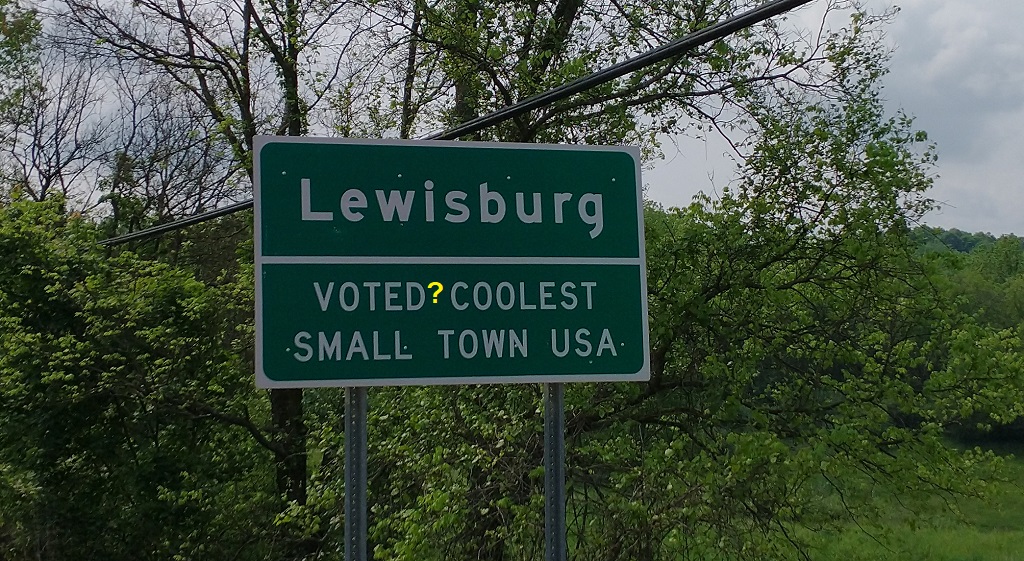 Lewisburg
VOTED?COOLEST
SMALL TOWN USA